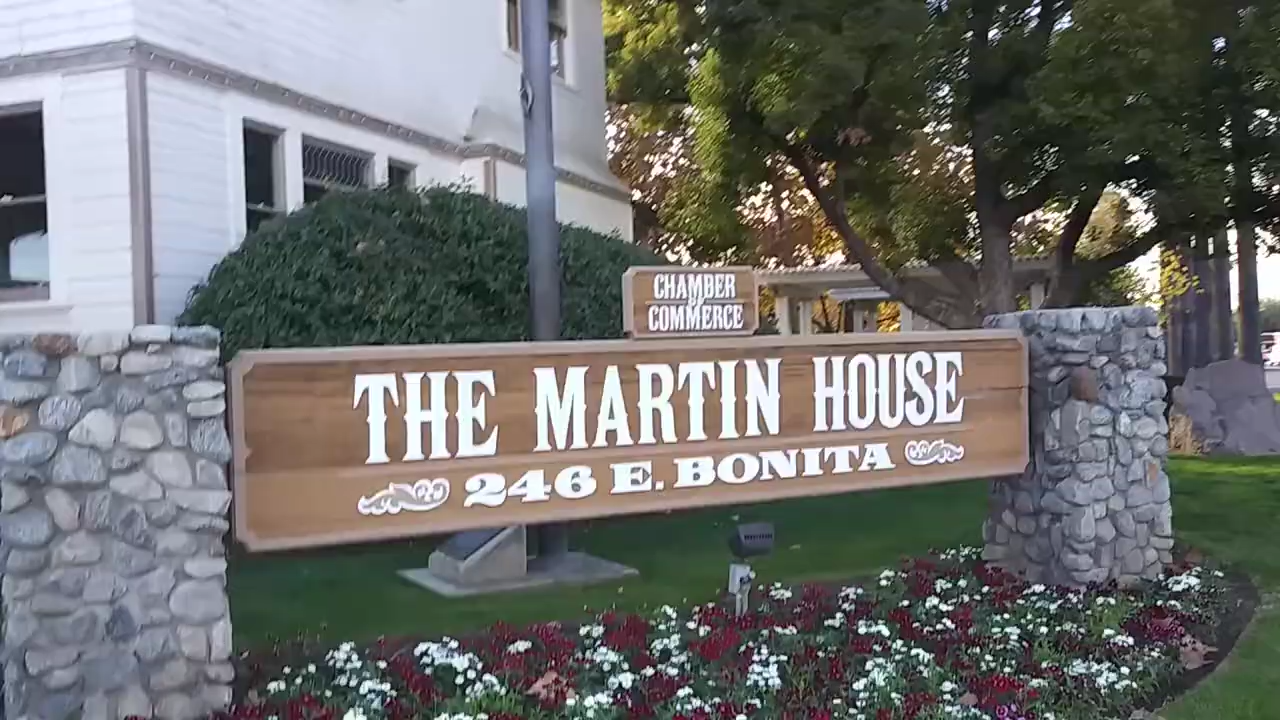 CHAMBER
OF
COMMERCE
THE MARTIN HOUSE
246 E. BONITA